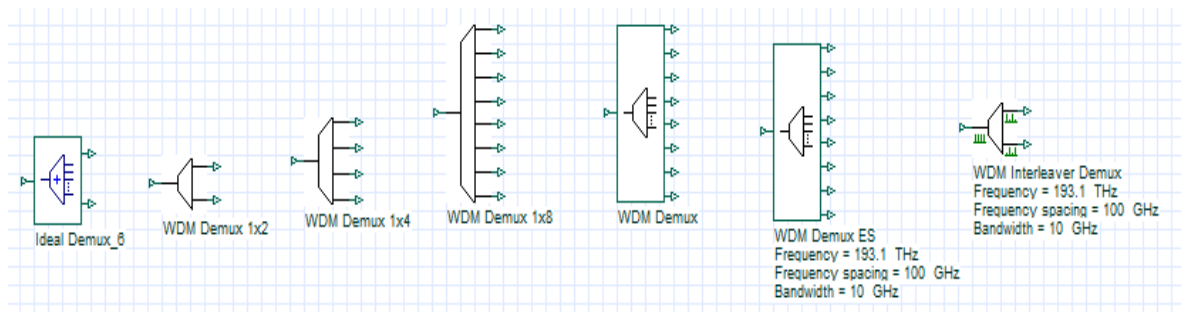 Ideal Demux_6
WDM Demux 1x2
WDM Demux 1x4
WDM Demux 1x8
WDM Demux
WDM Demux ES
Frequency = 193.1 THz
Frequency spacing = 100 GHz
Bandwidth = 10 GHz
WDM Interleaver Demux
Frequency = 193.1 THz
Frequency spacing = 100 GHz
Bandwidth = 10 GHz